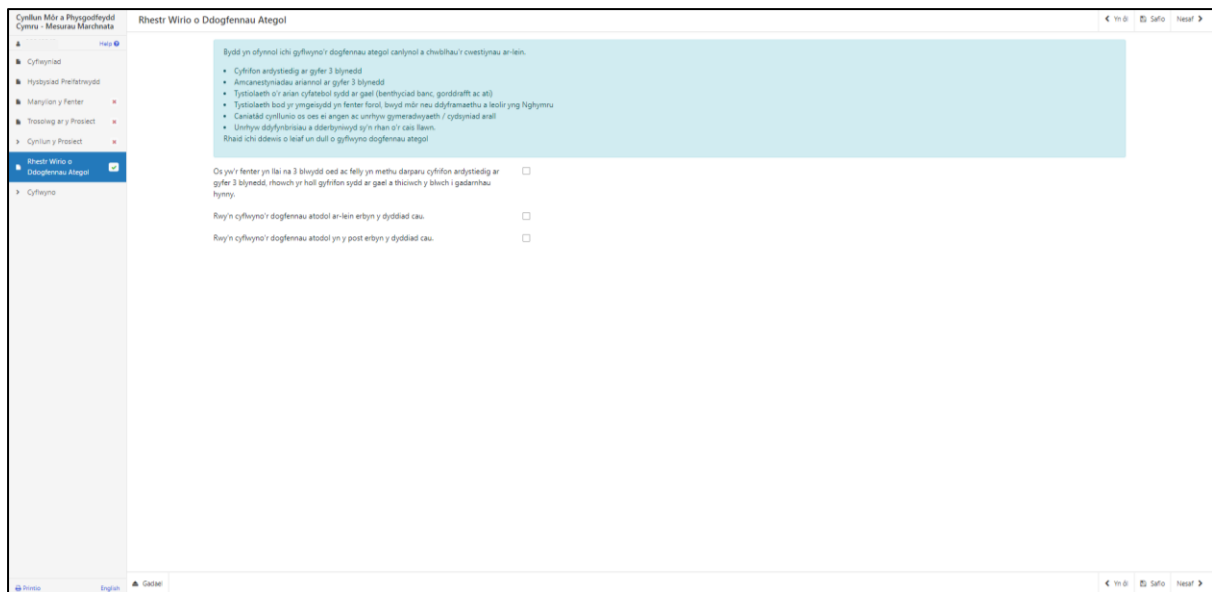 Cynllun Môr a Physgodfeydd
Cymru - Mesurau Marchnata
Help
Cyflwyniad
Hysbysiad Preifatrwydd
Manylion y Fenter
Trosolwg ar y Prosiect
Cynllun y Prosiect
Rhestr Wirio o
Ddogfennau Ategol
Cyflwyno
Printio
English
Rhestr Wirio o Ddogfennau Ategol
Yn ôl
Safio
Nesaf
Bydd yn ofynnol ichi gyflwyno'r dogfennau ategol canlynol a chwblhau'r cwestiynau ar-lein.
Cyfrifon ardystiedig ar gyfer 3 blynedd
Amcanestyniadau ariannol ar gyfer 3 blynedd
Tystiolaeth o'r arian cyfatebol sydd ar gael (benthyciad banc, gorddrafft ac ati)
Tystiolaeth bod yr ymgeisydd yn fenter forol, bwyd môr neu ddyframaethu a leolir yng Nghymru
Caniatâd cynllunio os oes ei angen ac unrhyw gymeradwyaeth / cydsyniad arall
Unrhyw ddyfynbrisiau a dderbyniwyd sy'n rhan o'r cais llawn.
Rhaid ichi ddewis o leiaf un dull o gyflwyno dogfennau ategol
Os yw'r fenter yn llai na 3 blwydd oed ac felly yn methu darparu cyfrifon ardystiedig ar
gyfer 3 blynedd, rhowch yr holl gyfrifon sydd ar gael a thiciwch y blwch i gadarnhau
hynny.
Rwy'n cyflwyno'r dogfennau atodol ar-lein erbyn y dyddiad cau.
Rwy'n cyflwyno'r dogfennau atodol yn y post erbyn y dyddiad cau.
Gadael
Yn ôl
Safio
Nesaf